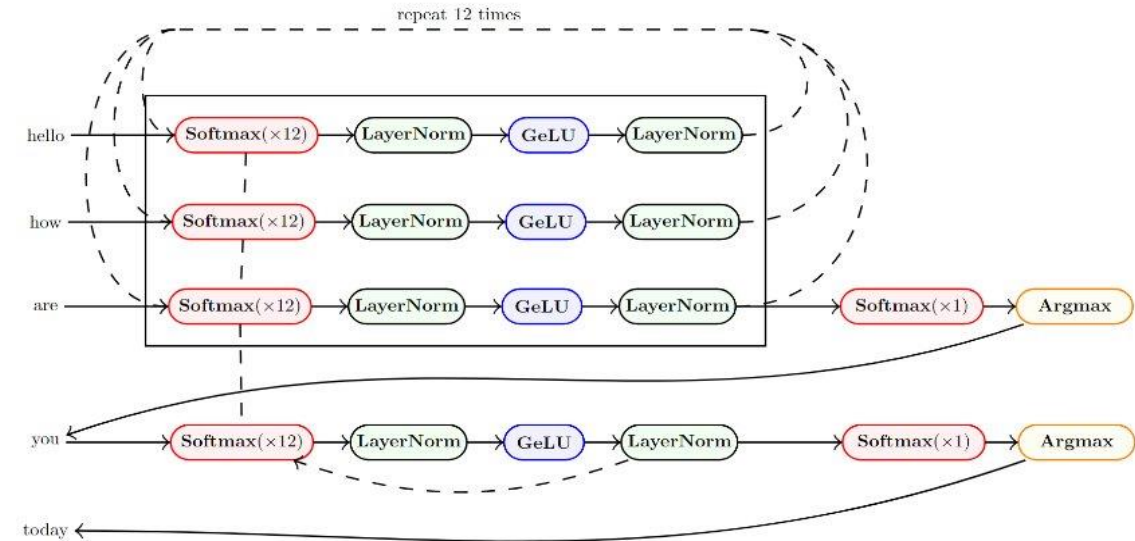 repeat 12 times
hello Softmax(×12) LayerNorm GeLU LayerNorm
how Softmax(×12) LayerNorm GeLU LayerNorm
are Softmax(×12) LayerNorm GeLU LayerNorm Softmax(×1) Argmax
you Softmax(×12) LayerNorm GeLU LayerNorm Softmax(×1) Argmax
today